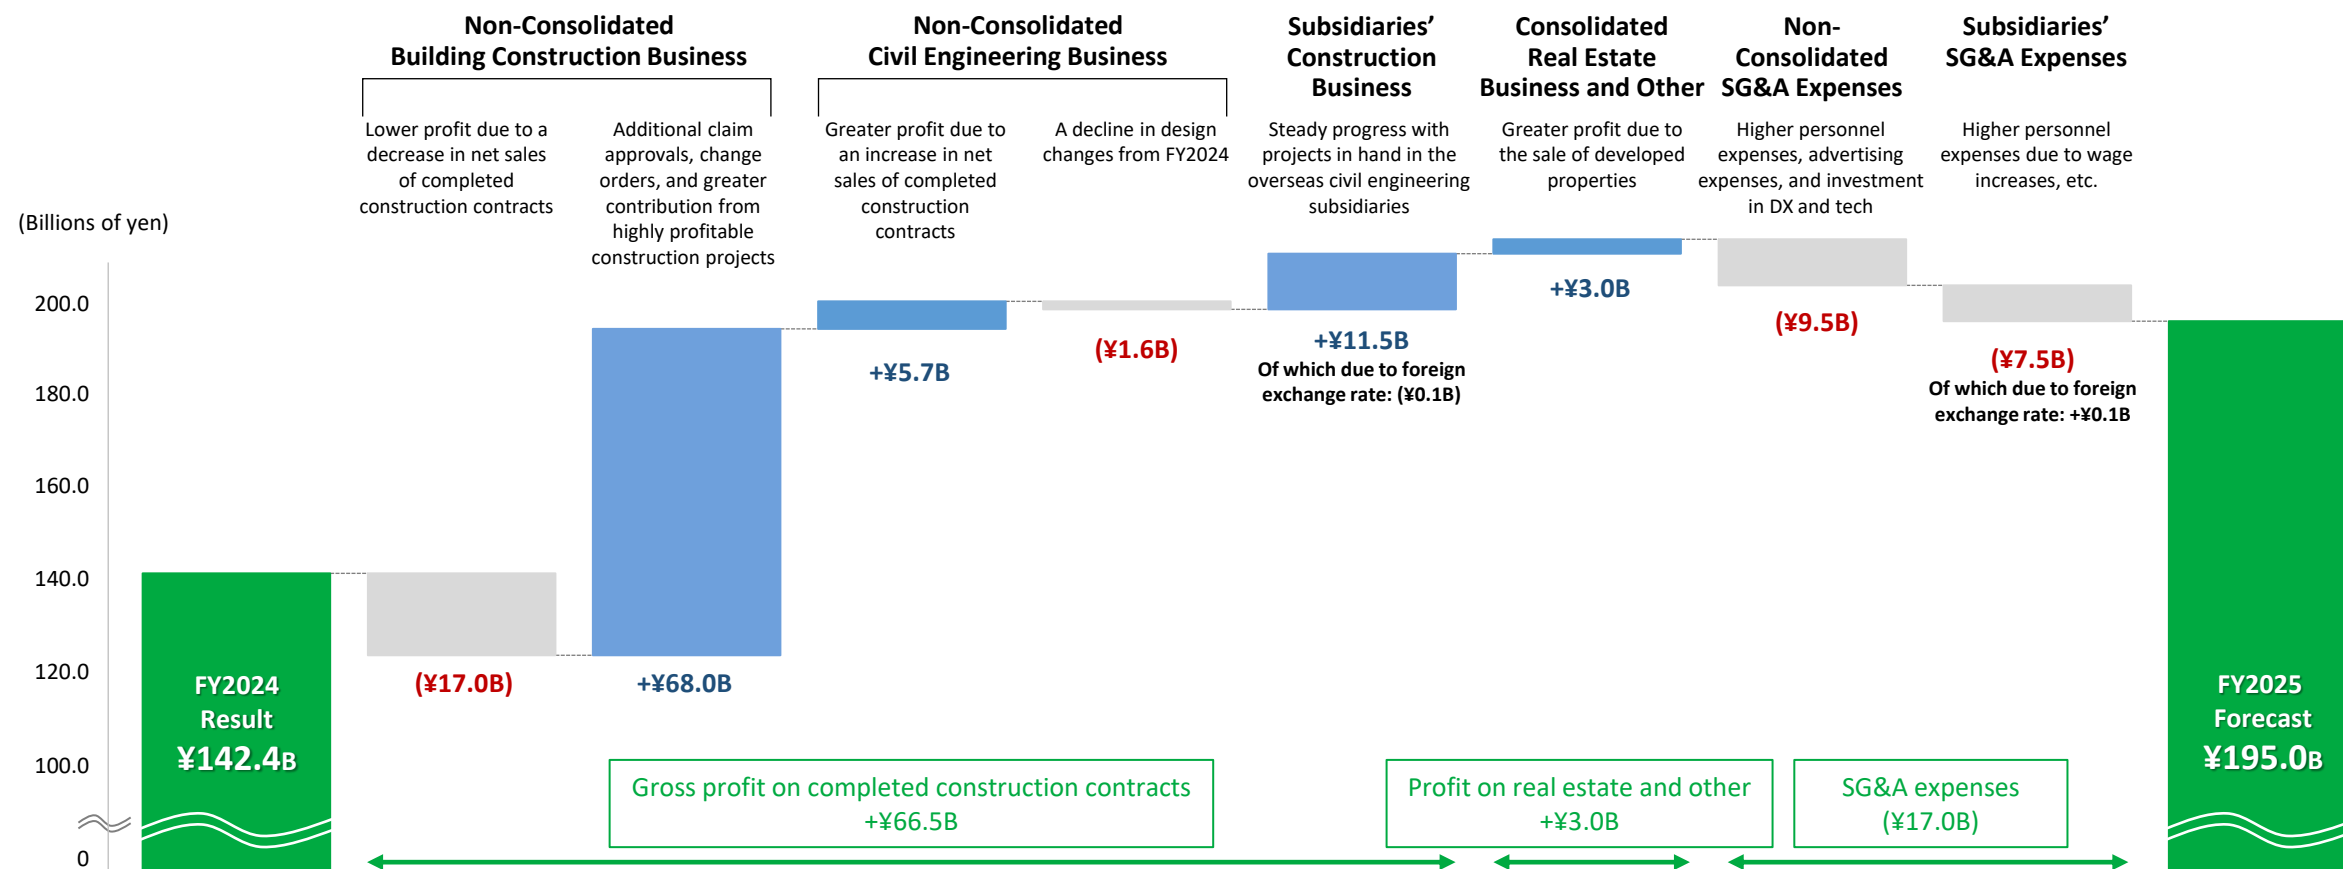 Non-Consolidated
Building Construction Business
Non-Consolidated
Civil Engineering Business
Subsidiaries’
Construction
Business
Consolidated
Real Estate
Business and Other
Non-
Consolidated
SG&A Expenses
Subsidiaries’
SG&A Expenses
Lower profit due to a
decrease in net sales
of completed
construction contracts
Additional claim
approvals, change
orders, and greater
contribution from
highly profitable
construction projects
Greater profit due to
an increase in net
sales of completed
construction
contracts
A decline in design
changes from FY2024
Steady progress with
projects in hand in the
overseas civil engineering
subsidiaries
Greater profit due to
the sale of developed
properties
Higher personnel
expenses, advertising
expenses, and investment
in DX and tech
Higher personnel
expenses due to wage
increases, etc.
(Billions of yen)
200.0
180.0
160.0
140.0
120.0
100.0
0
FY2024
Result
¥142.4B
(¥17.0B)
+¥68.0B
+¥5.7B
(¥1.6B)
+¥11.5B
Of which due to foreign
exchange rate: (¥0.1B)
+¥3.0B
(¥9.5B)
(¥7.5B)
Of which due to foreign
exchange rate: +¥0.1B
FY2025
Forecast
¥195.0B
Gross profit on completed construction contracts
+¥66.5B
Profit on real estate and other
+¥3.0B
SG&A expenses
(¥17.0B)